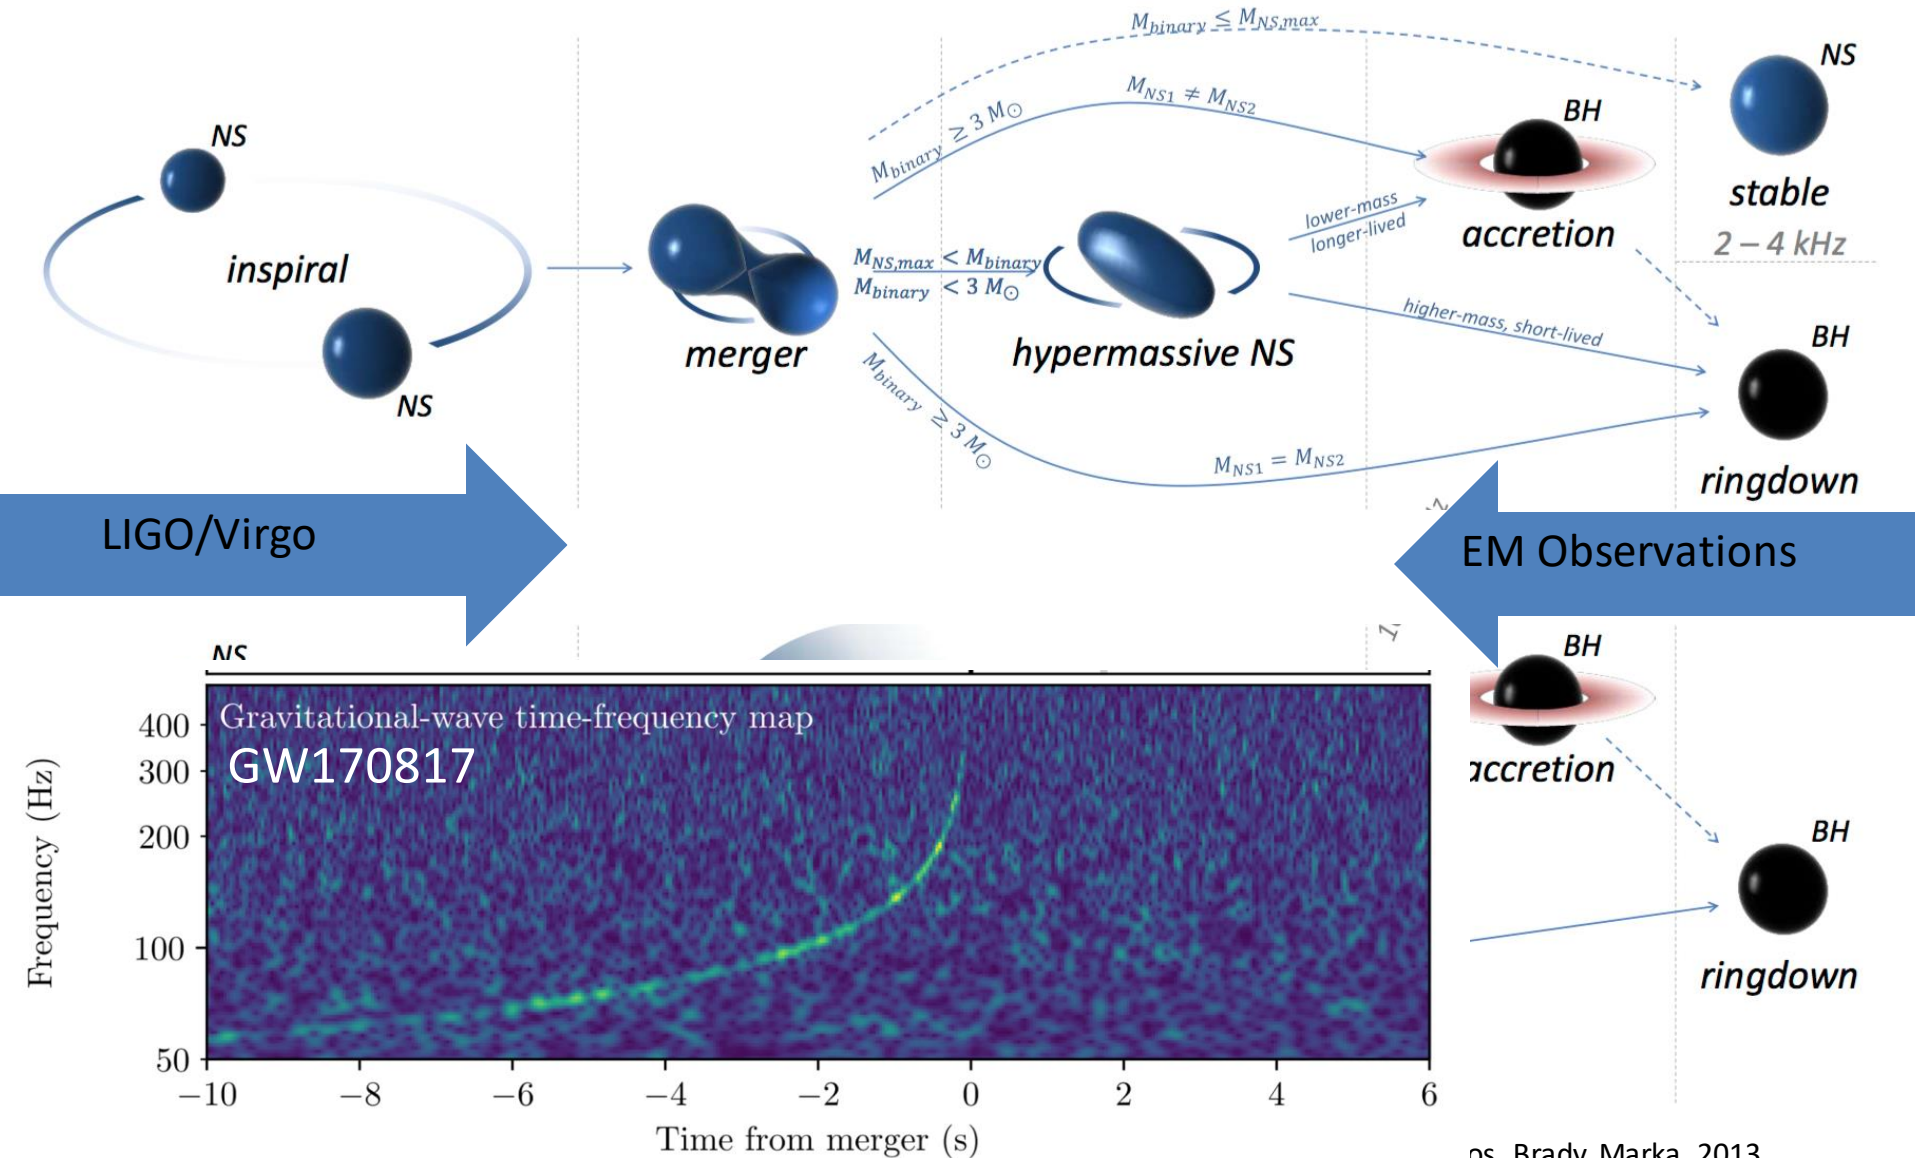 M_binary ≤ M_NS,max
NS
M_NS1 ≠ M_NS2
M_binary ≥ 3 M⊙
BH
NS
stable
lower-mass
longer-lived
accretion
2 – 4 kHz
inspiral
M_NS,max < M_binary
M_binary < 3 M⊙
merger
hypermassive NS
higher-mass, short-lived
BH
NS
M_binary ≥ 3 M⊙
M_NS1 = M_NS2
ringdown
LIGO/Virgo
EM Observations
NS
BH
accretion
BH
ringdown
Gravitational-wave time-frequency map
GW170817
Frequency (Hz)
400
300
200
100
50
−10 −8 −6 −4 −2 0 2 4 6
Time from merger (s)
Brady, Marka, 2013